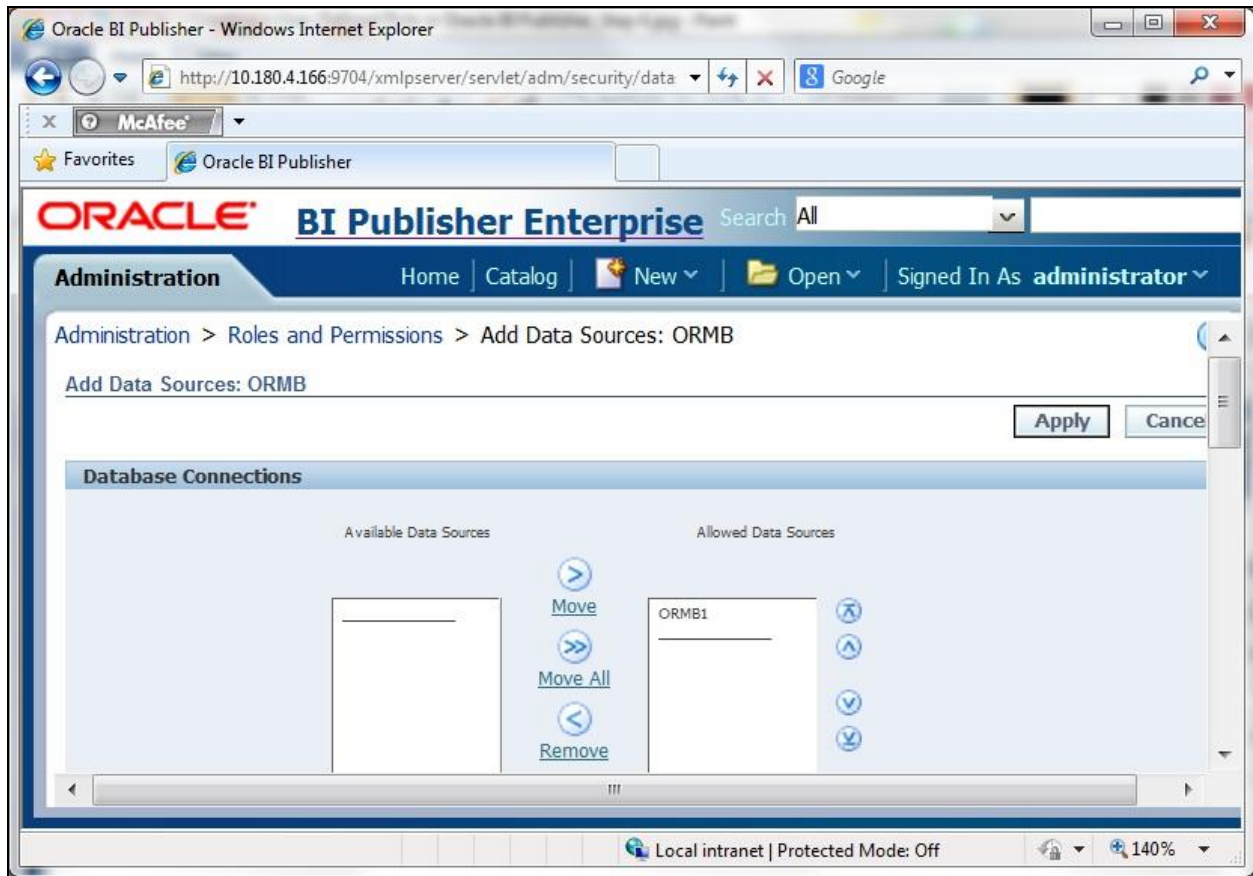 Oracle BI Publisher - Windows Internet Explorer
http://10.180.4.166:9704/xmlpserver/servlet/adm/security/data
Google
x McAfee
Favorites Oracle BI Publisher
ORACLE BI Publisher Enterprise Search All
Administration Home Catalog New Open Signed In As administrator
Administration > Roles and Permissions > Add Data Sources: ORMB
Add Data Sources: ORMB
Apply Cance
Database Connections
Available Data Sources Allowed Data Sources
Move
ORMB1
Move All
Remove
Local intranet | Protected Mode: Off 140%